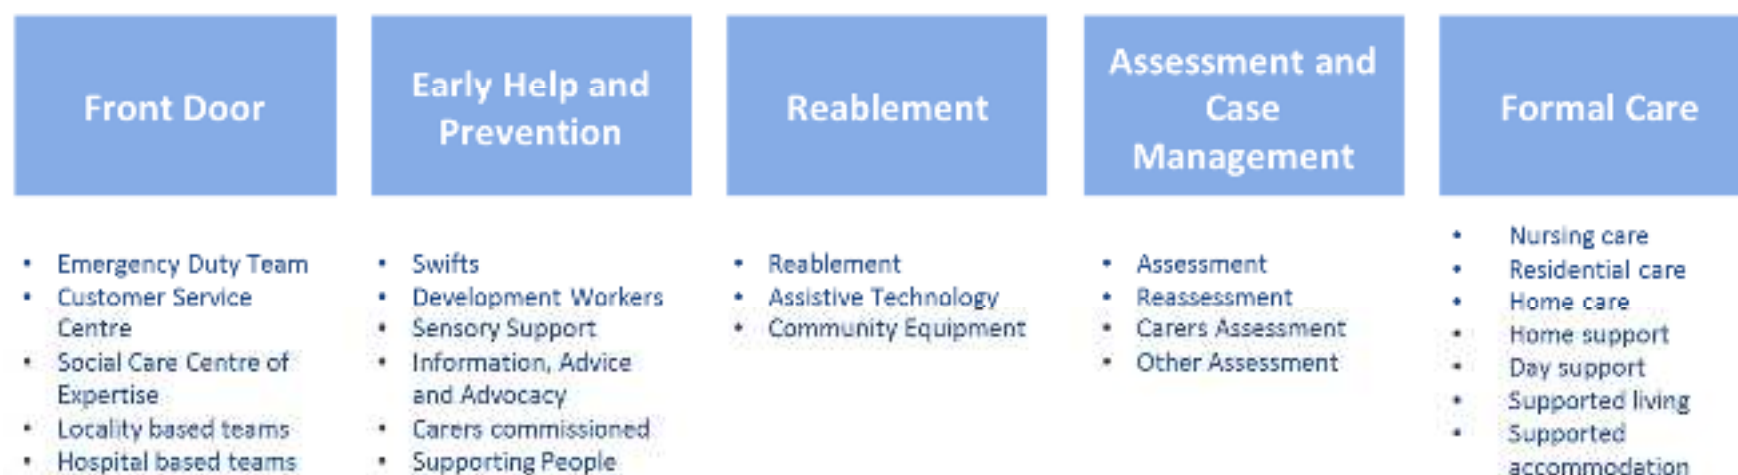 Front Door
Early Help and
Prevention
Reablement
Assessment and
Case
Management
Formal Care
• Emergency Duty Team
• Customer Service
Centre
• Social Care Centre of
Expertise
• Locality based teams
• Hospital based teams
• Swifts
• Development Workers
• Sensory Support
• Information, Advice
and Advocacy
• Carers commissioned
• Supporting People
• Reablement
• Assistive Technology
• Community Equipment
• Assessment
• Reassessment
• Carers Assessment
• Other Assessment
• Nursing care
• Residential care
• Home care
• Home support
• Day support
• Supported living
• Supported
accommodation